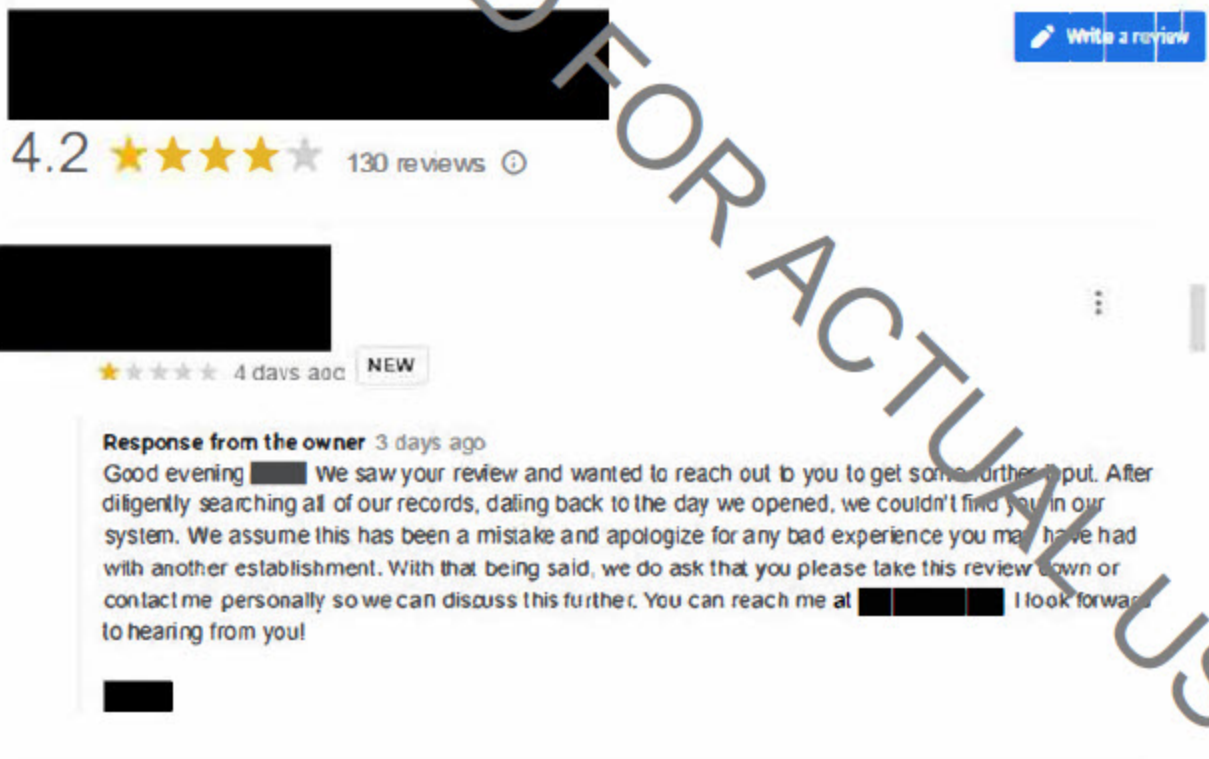 Write a review
4.2 130 reviews
4 days ago NEW
Response from the owner 3 days ago
Good evening We saw your review and wanted to reach out to you to get some further input. After
diligently searching all of our records, dating back to the day we opened, we couldn't find you in our
system. We assume this has been a mistake and apologize for any bad experience you may have had
with another establishment. With that being said, we do ask that you please take this review down or
contact me personally so we can discuss this further. You can reach me at I look forward
to hearing from you!
FOR ACTUAL